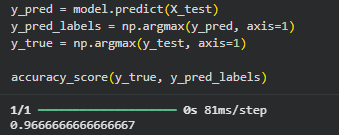 y_pred = model.predict(X_test)
y_pred_labels = np.argmax(y_pred, axis=1)
y_true = np.argmax(y_test, axis=1)
accuracy_score(y_true, y_pred_labels)
1/1 ━━━━━━━━━━━━━━━━━━━━ 0s 81ms/step
0.9666666666666667